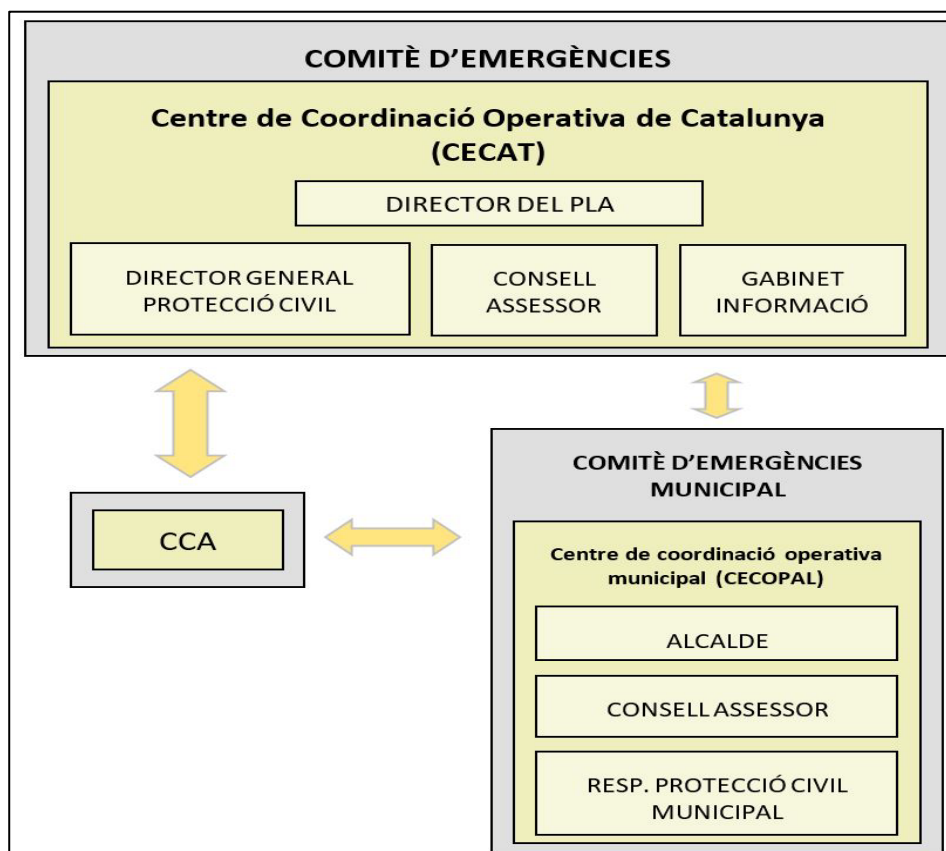 COMITÈ D'EMERGÈNCIES
Centre de Coordinació Operativa de Catalunya
(CECAT)
DIRECTOR DEL PLA
DIRECTOR GENERAL
PROTECCIÓ CIVIL
CONSELL
ASSESSOR
GABINET
INFORMACIÓ
CCA
COMITÈ D'EMERGÈNCIES
MUNICIPAL
Centre de coordinació operativa
municipal (CECOPAL)
ALCALDE
CONSELL ASSESSOR
RESP. PROTECCIÓ CIVIL
MUNICIPAL